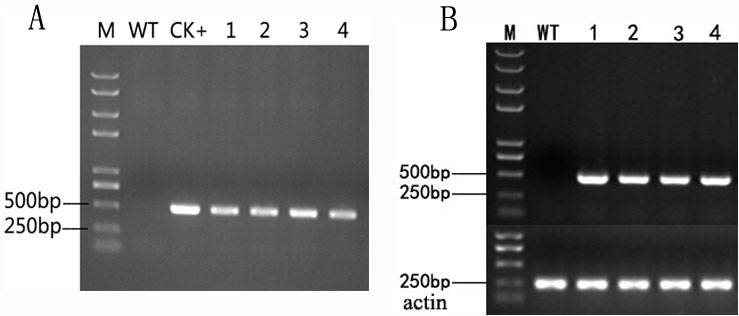 A
M WT CK+ 1 2 3 4
500bp
250bp
B
M WT 1 2 3 4
500bp
250bp
250bp
actin